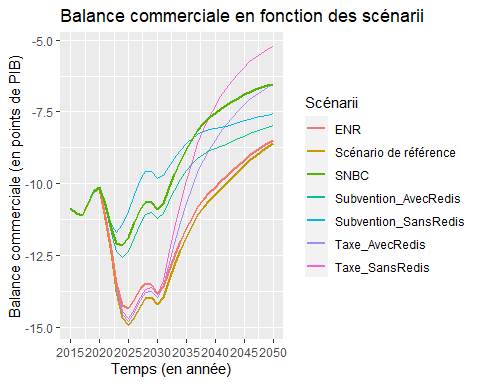 Balance commerciale en fonction des scénarii
Balance commerciale (en points de PIB)
-5.0
-7.5
-10.0
-12.5
-15.0
2015 2020 2025 2030 2035 2040 2045 2050
Temps (en année)
Scénarii
ENR
Scénario de référence
SNBC
Subvention_AvecRedis
Subvention_SansRedis
Taxe_AvecRedis
Taxe_SansRedis